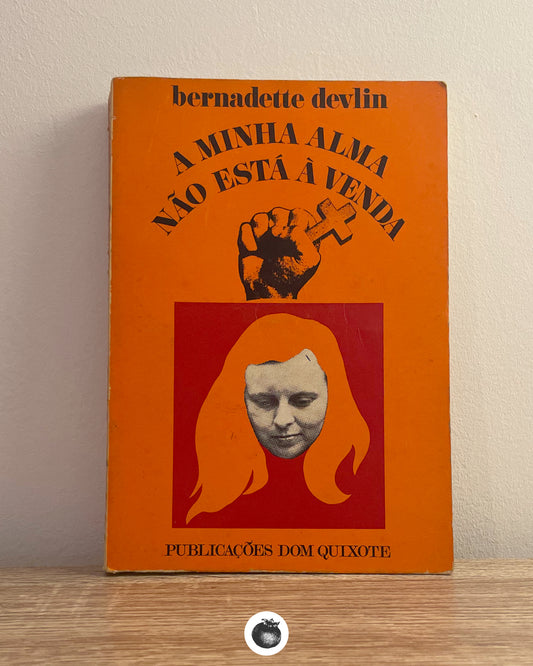 bernadette devlin
A MINHA ALMA
NÃO ESTÁ À VENDA
PUBLICAÇÕES DOM QUIXOTE